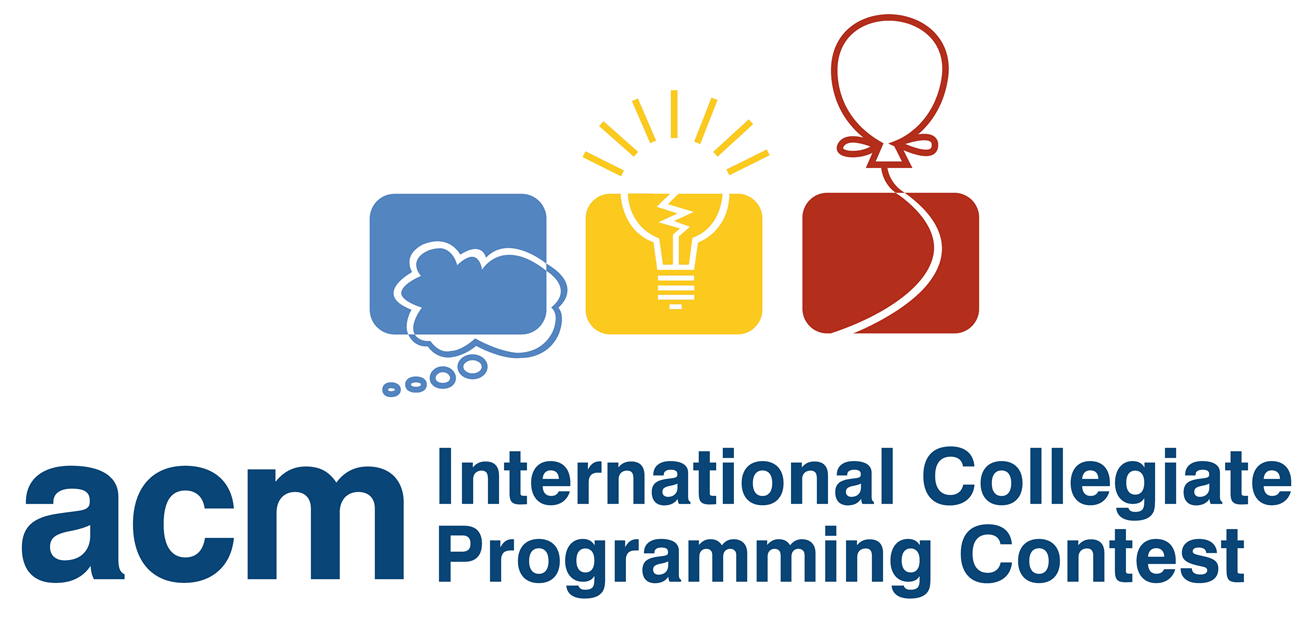 acm
International Collegiate
Programming Contest